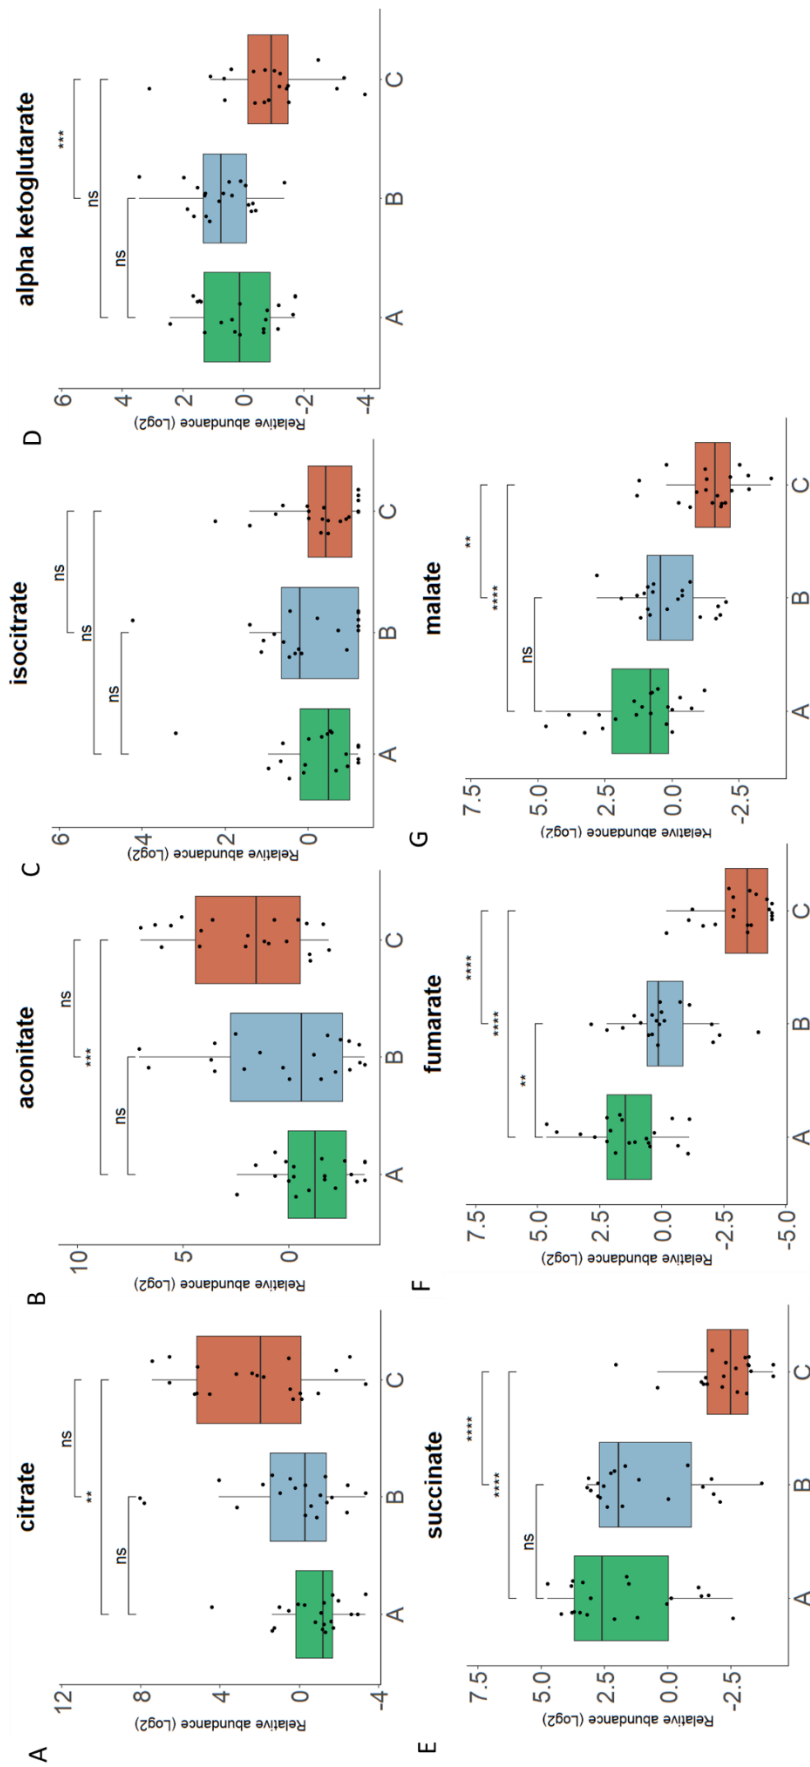 A
citrate
Relative abundance (Log2)
12
8
4
0
-4
ns
**
ns
A
B
C
B
aconitate
Relative abundance (Log2)
10
5
0
ns
***
ns
A
B
C
C
isocitrate
Relative abundance (Log2)
6
4
2
0
ns
ns
ns
A
B
C
D
alpha ketoglutarate
Relative abundance (Log2)
6
4
2
0
-2
-4
***
ns
ns
A
B
C
E
succinate
Relative abundance (Log2)
7.5
5.0
2.5
0.0
-2.5
****
****
ns
A
B
C
F
fumarate
Relative abundance (Log2)
7.5
5.0
2.5
0.0
-2.5
-5.0
****
****
**
A
B
C
G
malate
Relative abundance (Log2)
7.5
5.0
2.5
0.0
-2.5
**
****
ns
A
B
C